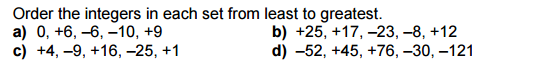 Order the integers in each set from least to greatest.
a) 0, +6, –6, –10, +9 b) +25, +17, –23, –8, +12
c) +4, –9, +16, –25, +1 d) –52, +45, +76, –30, –121